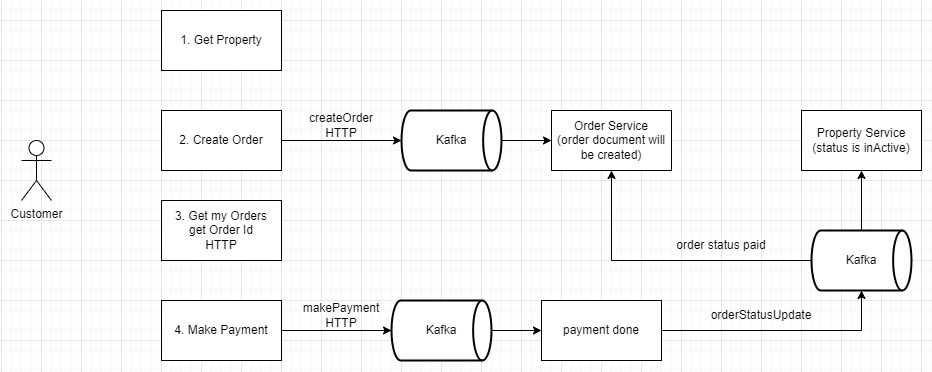 1. Get Property
2. Create Order
createOrder
HTTP
Kafka
Order Service
(order document will
be created)
Property Service
(status is inActive)
Customer
3. Get my Orders
get Order Id
HTTP
order status paid
Kafka
4. Make Payment
makePayment
HTTP
Kafka
payment done
orderStatusUpdate